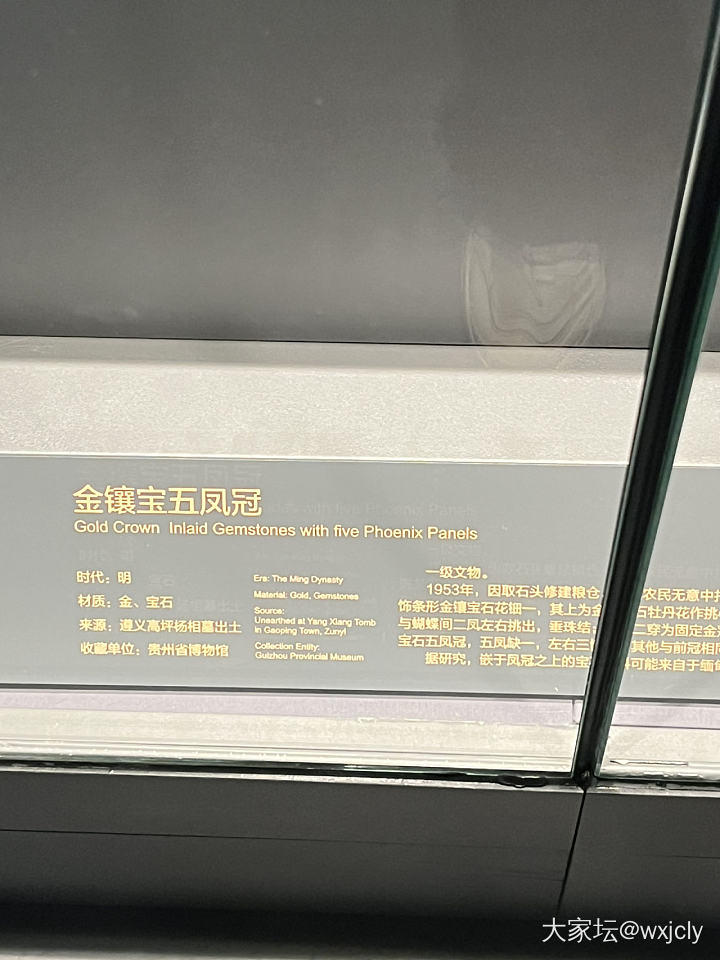 金镶宝五凤冠
Gold Crown Inlaid Gemstones with five Phoenix Panels
时代：明
材质：金、宝石
来源：遵义高坪杨相墓出土
收藏单位：贵州省博物馆
Era: The Ming Dynasty
Material: Gold, Gemstones
Source:
Unearthed at Yang Xiang Tomb
in Gaoping Town, Zunyi
Collection Entity:
Guizhou Provincial Museum
一级文物。
1953年，因取石头修建粮仓 农民无意中
饰条形金镶宝石花钿一，其上为金 石牡丹花作挑
与蝴蝶间二凤左右挑出，垂珠结 二穿为固定金
宝石五凤冠，五凤缺一，左右三 其他与前冠相同
据研究，嵌于凤冠之上的宝 可能来自于缅甸
大家坛@wxjcly